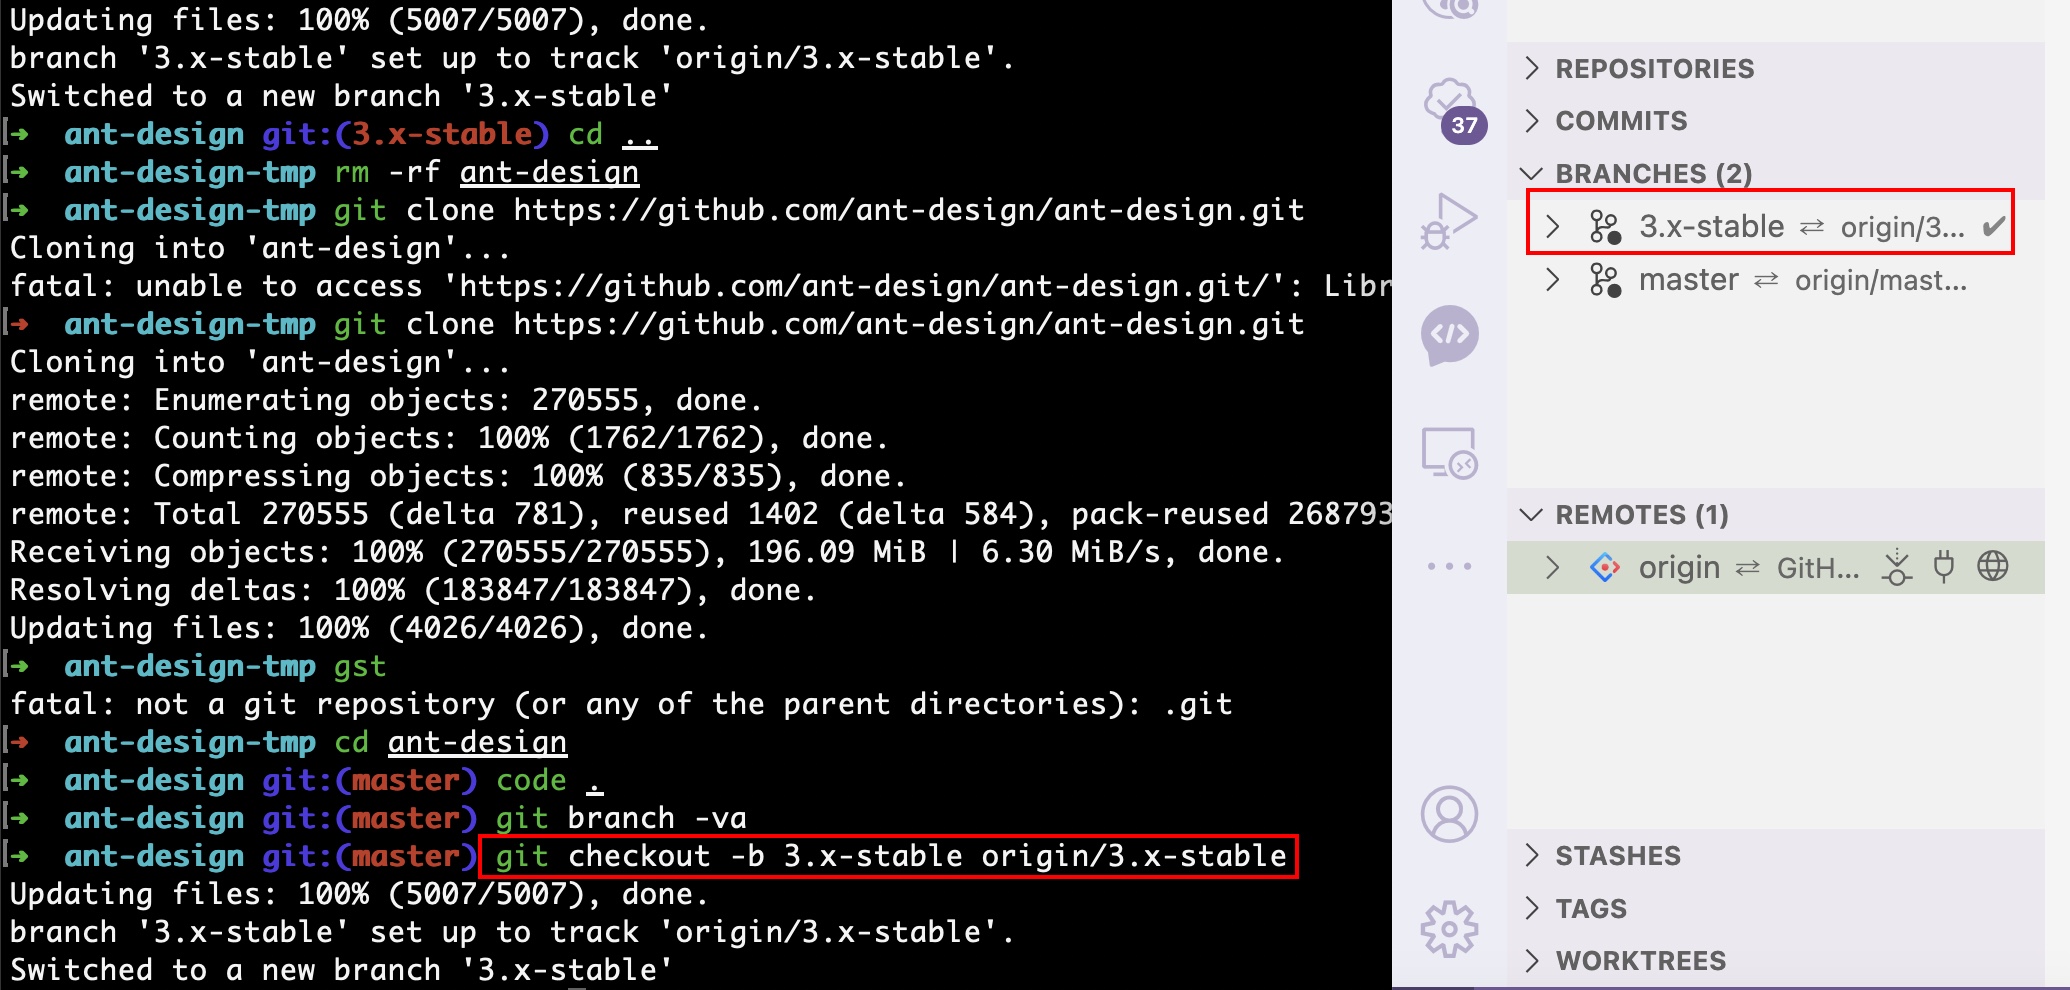 Updating files: 100% (5007/5007), done.
branch '3.x-stable' set up to track 'origin/3.x-stable'.
Switched to a new branch '3.x-stable'
➜ ant-design git:(3.x-stable) cd ..
➜ ant-design-tmp rm -rf ant-design
➜ ant-design-tmp git clone https://github.com/ant-design/ant-design.git
Cloning into 'ant-design'...
fatal: unable to access 'https://github.com/ant-design/ant-design.git/': Libr
➜ ant-design-tmp git clone https://github.com/ant-design/ant-design.git
Cloning into 'ant-design'...
remote: Enumerating objects: 270555, done.
remote: Counting objects: 100% (1762/1762), done.
remote: Compressing objects: 100% (835/835), done.
remote: Total 270555 (delta 781), reused 1402 (delta 584), pack-reused 268793
Receiving objects: 100% (270555/270555), 196.09 MiB | 6.30 MiB/s, done.
Resolving deltas: 100% (183847/183847), done.
Updating files: 100% (4026/4026), done.
➜ ant-design-tmp gst
fatal: not a git repository (or any of the parent directories): .git
➜ ant-design-tmp cd ant-design
➜ ant-design git:(master) code .
➜ ant-design git:(master) git branch -va
➜ ant-design git:(master) git checkout -b 3.x-stable origin/3.x-stable
Updating files: 100% (5007/5007), done.
branch '3.x-stable' set up to track 'origin/3.x-stable'.
Switched to a new branch '3.x-stable'
37
REPOSITORIES
COMMITS
BRANCHES (2)
3.x-stable ⇄ origin/3... ✔
master ⇄ origin/mast...
REMOTES (1)
origin ⇄ GitH...
STASHES
TAGS
WORKTREES